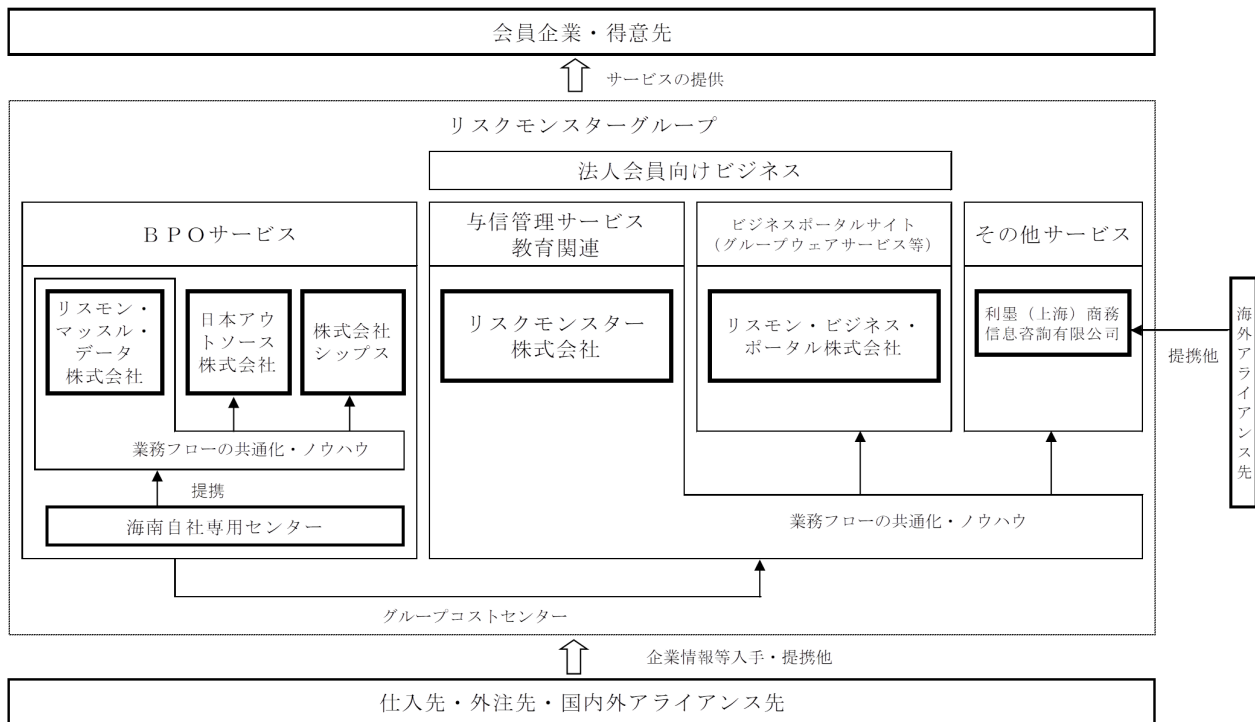 会員企業・得意先
サービスの提供
リスクモンスターグループ
法人会員向けビジネス
BPOサービス
与信管理サービス
教育関連
ビジネスポータルサイト
（グループウェアサービス等）
その他サービス
リスモン・
マッスル・
データ
株式会社
日本アウ
トソース
株式会社
株式会社
シップス
リスクモンスター
株式会社
リスモン・ビジネス・
ポータル株式会社
利墨（上海）商務
信息咨詢有限公司
提携他
海外アライアンス先
業務フローの共通化・ノウハウ
提携
海南自社専用センター
業務フローの共通化・ノウハウ
グループコストセンター
企業情報等入手・提携他
仕入先・外注先・国内外アライアンス先